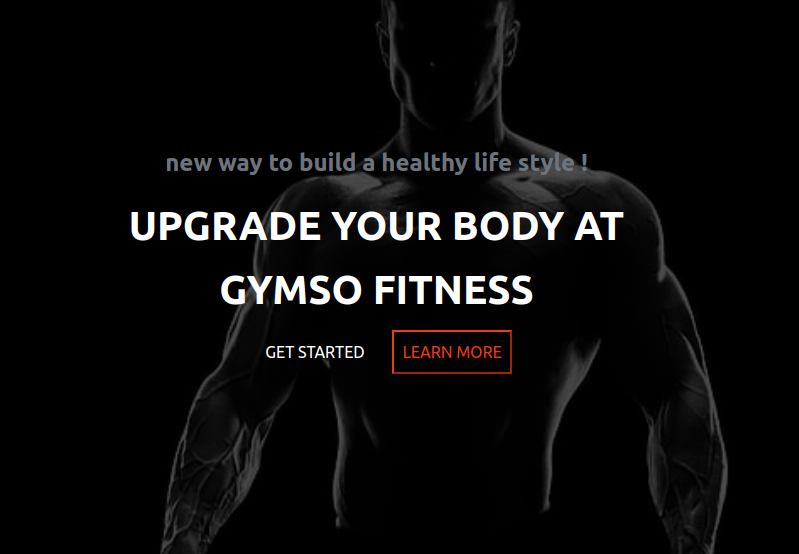 new way to build a healthy life style !
UPGRADE YOUR BODY AT
GYMSO FITNESS
GET STARTED
LEARN MORE